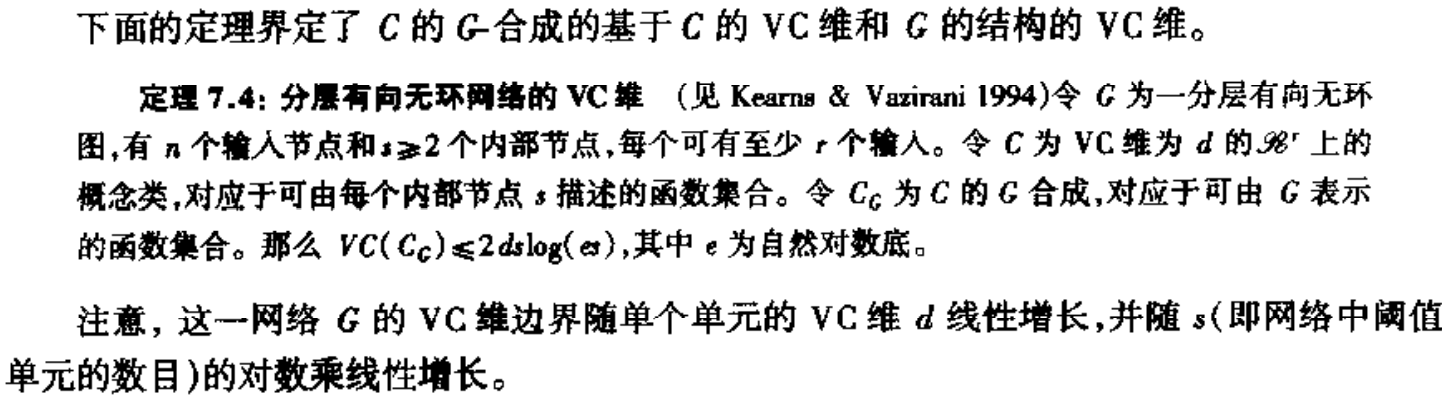 下面的定理界定了 C 的 G-合成的基于 C 的 VC 维和 G 的结构的 VC 维。
定理 7.4: 分层有向无环网络的 VC 维 (见 Kearns & Vazirani 1994)令 G 为一分层有向无环
图,有 n 个输入节点和 s≥2 个内部节点,每个可有至少 r 个输入。令 C 为 VC 维为 d 的 ℛʳ 上的
概念类,对应于可由每个内部节点 s 描述的函数集合。令 C_G 为 C 的 G 合成,对应于可由 G 表示
的函数集合。那么 VC(C_G)≤2dslog(es),其中 e 为自然对数底。
注意, 这一网络 G 的 VC 维边界随单个单元的 VC 维 d 线性增长,并随 s(即网络中阈值
单元的数目)的对数乘线性增长。